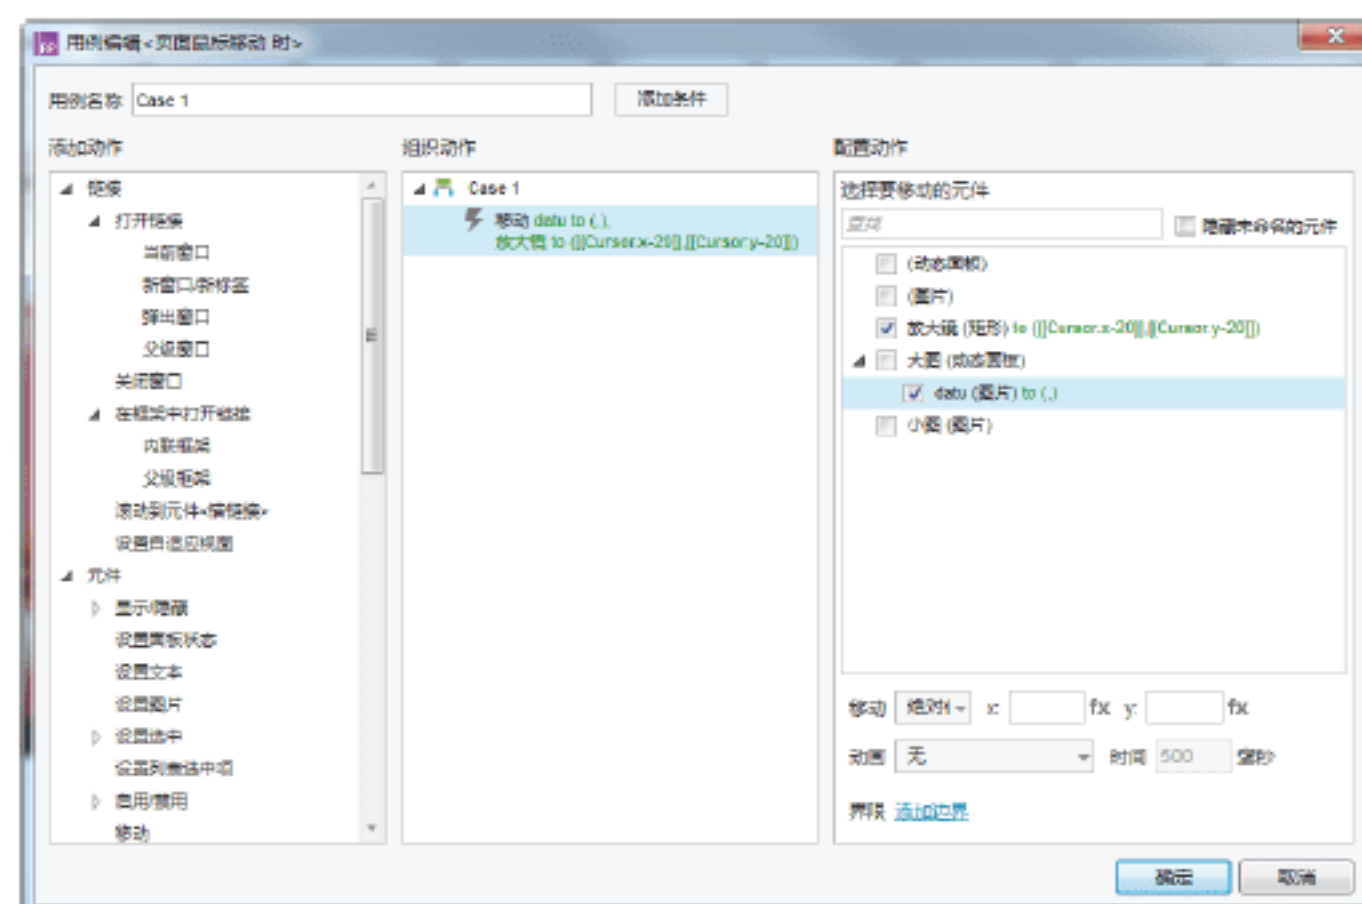 用例编辑<页面鼠标移动 时>
用例名称 Case 1 添加条件
添加动作 组织动作 配置动作
链接
打开链接
当前窗口
新窗口/新标签
弹出窗口
父级窗口
关闭窗口
在框架中打开链接
内联框架
父级框架
滚动到元件<锚链接>
设置自适应视图
元件
显示/隐藏
设置面板状态
设置文本
设置图片
设置选中
设置列表选中项
启用/禁用
移动
Case 1
移动 datu to (,),
放大镜 to ([[Cursor.x-20]],[[Cursor.y-20]])
选择要移动的元件
查找 隐藏未命名的元件
(动态面板)
(图片)
放大镜 (矩形) to ([[Cursor.x-20]],[[Cursor.y-20]])
大图 (动态面板)
datu (图片) to (,)
小图 (图片)
移动 绝对 x: fx y: fx
动画 无 时间 500 毫秒
界限 添加边界
确定 取消